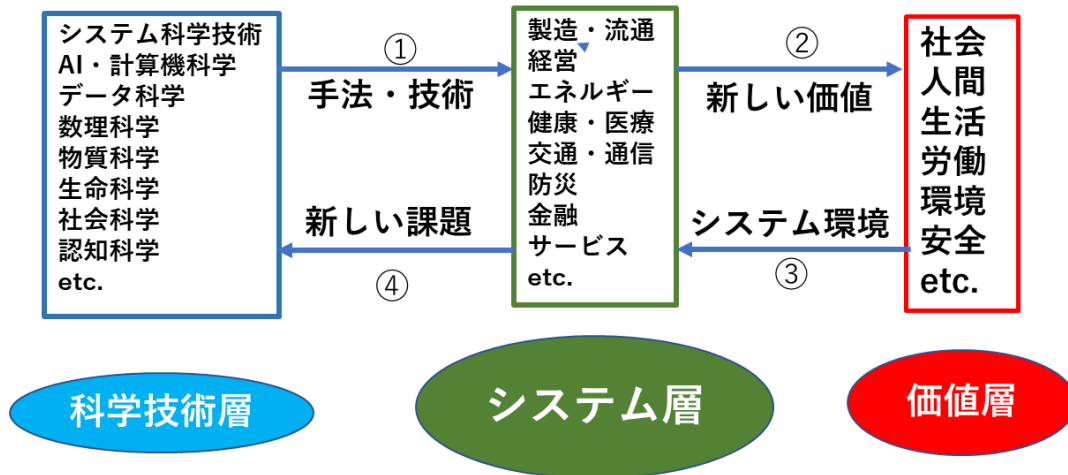 システム科学技術
AI・計算機科学
データ科学
数理科学
物質科学
生命科学
社会科学
認知科学
etc.
①
手法・技術
新しい課題
④
製造・流通
経営
エネルギー
健康・医療
交通・通信
防災
金融
サービス
etc.
②
新しい価値
システム環境
③
社会
人間
生活
労働
環境
安全
etc.
科学技術層
システム層
価値層